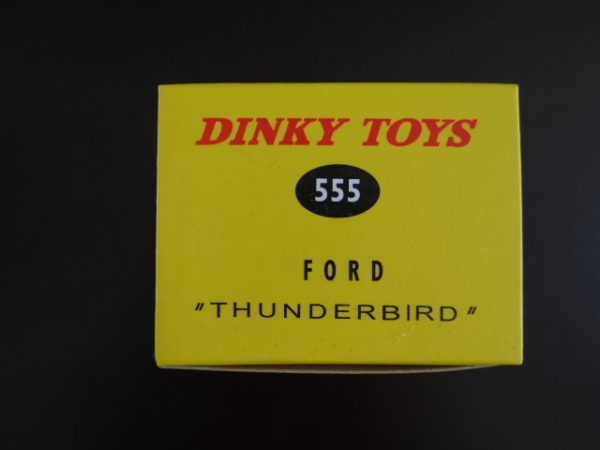 DINKY TOYS
555
FORD
"THUNDERBIRD"